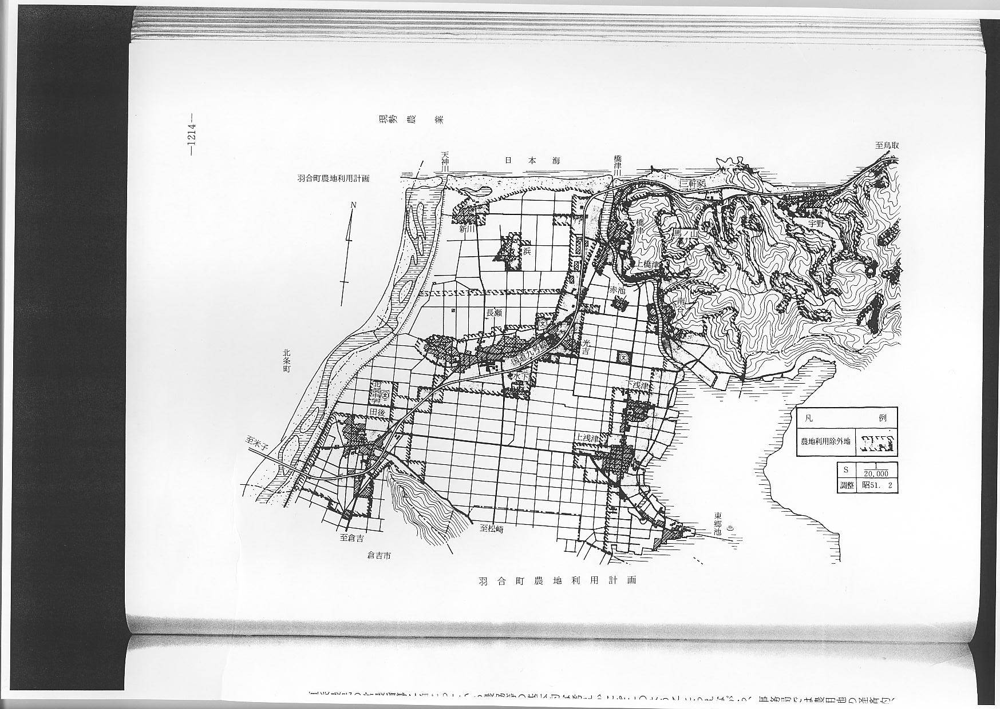 —1214—
現勢 農業
天神川
日本海
橋津川
至鳥取
羽合町農地利用計画
N
三軒家
橋津
馬ノ山
宇野
新川
浜
上橋津
赤池
南谷
長瀬
文
光吉
文
北条町
水下
下浅津
文
田後
上浅津
至米子
凡例
農地利用除外地
S 1/20,000
調整 昭51. 2
東郷池
至松崎
至倉吉
倉吉市
羽合町農地利用計画